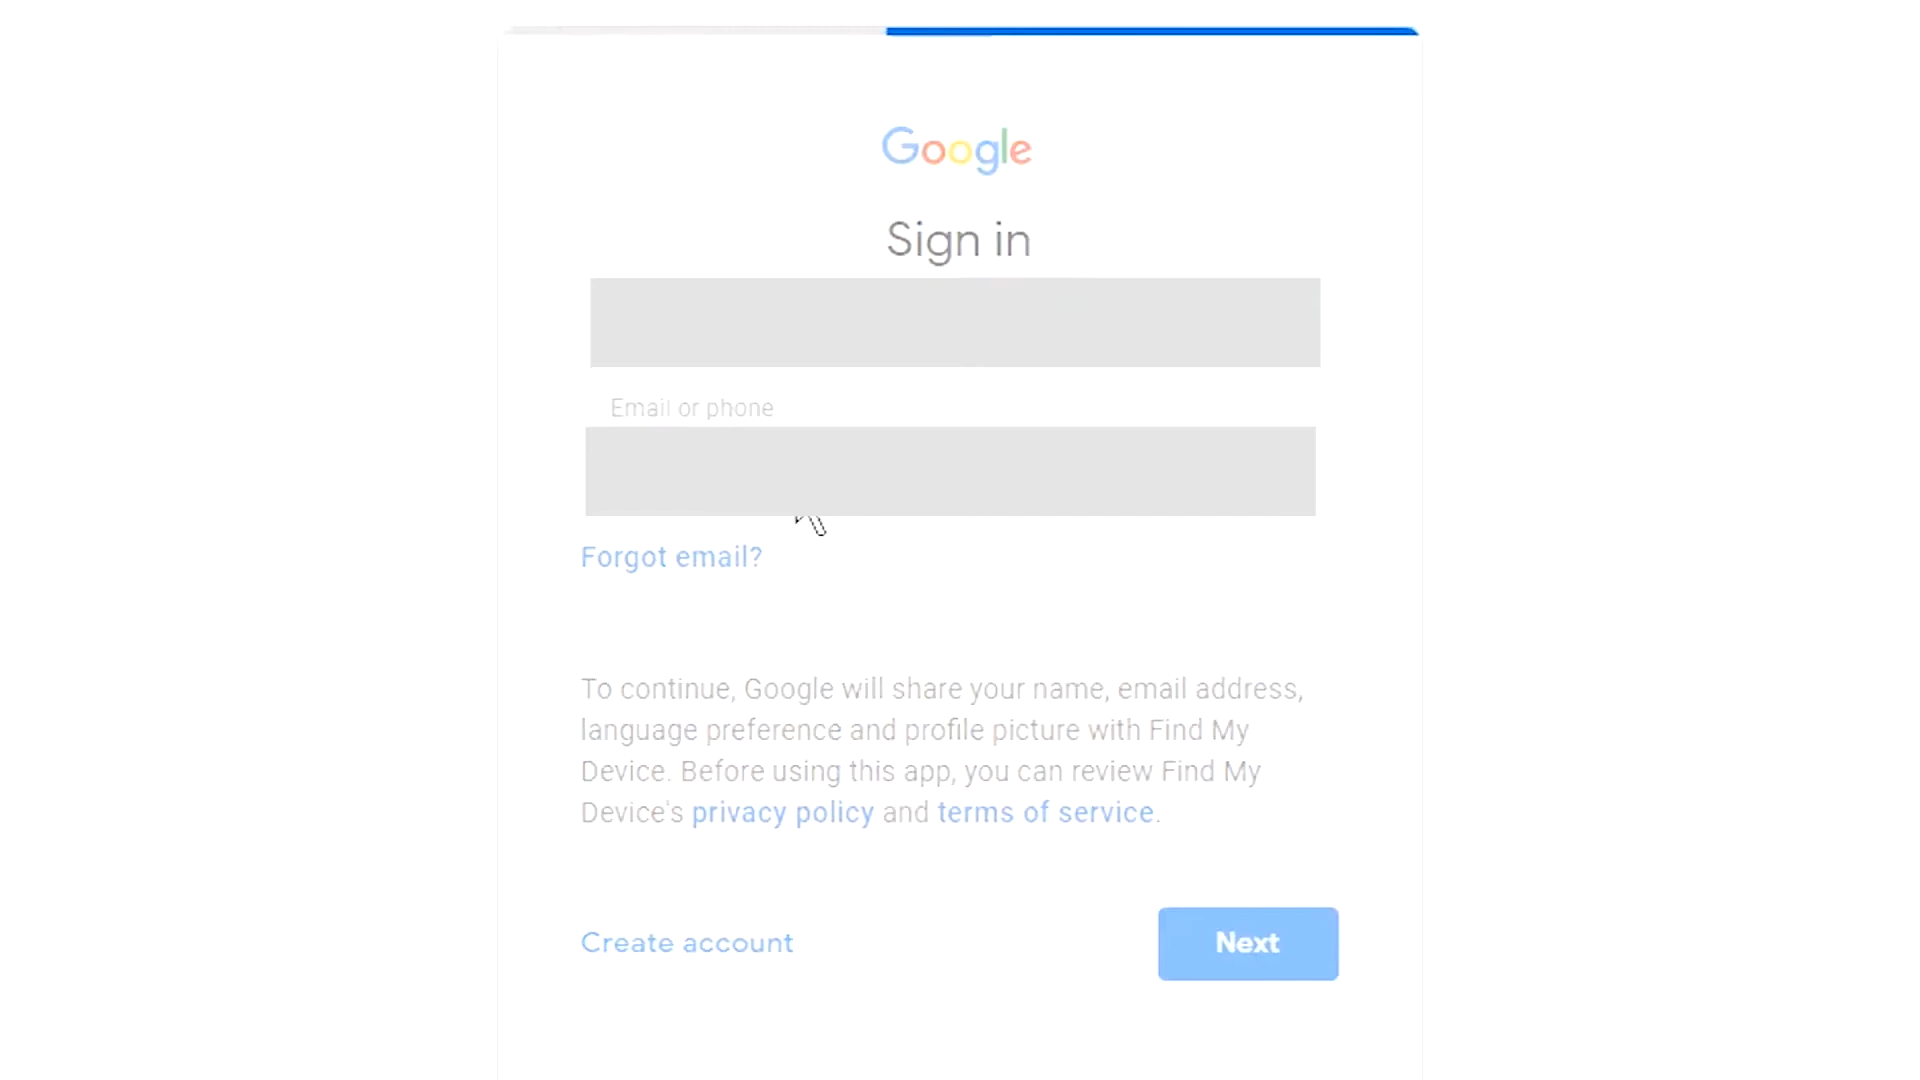 Google
Sign in
Email or phone
Forgot email?
To continue, Google will share your name, email address,
language preference and profile picture with Find My
Device. Before using this app, you can review Find My
Device's privacy policy and terms of service.
Create account
Next